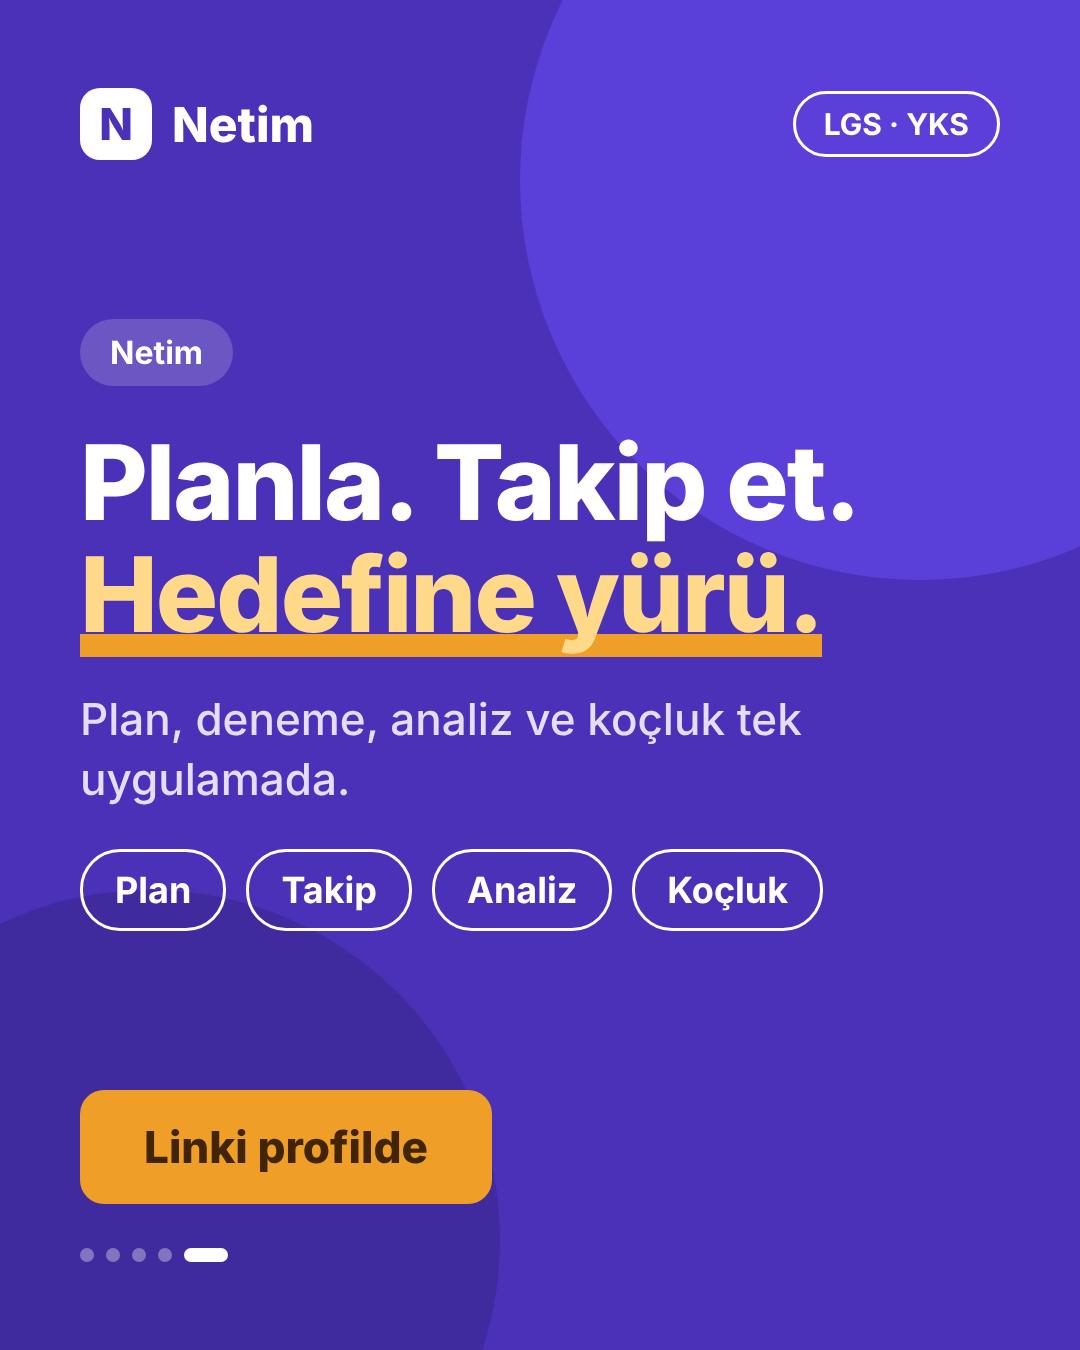 N Netim
LGS · YKS
Netim
Planla. Takip et.
Hedefine yürü.
Plan, deneme, analiz ve koçluk tek
uygulamada.
Plan Takip Analiz Koçluk
Linki profilde